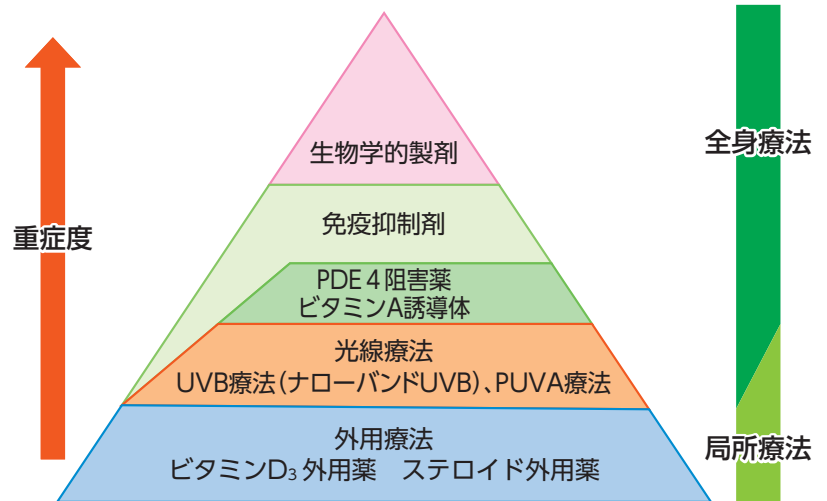 生物学的製剤
全身療法
免疫抑制剤
重症度
PDE4阻害薬
ビタミンA誘導体
光線療法
UVB療法(ナローバンドUVB)、PUVA療法
外用療法
局所療法
ビタミンD₃外用薬 ステロイド外用薬